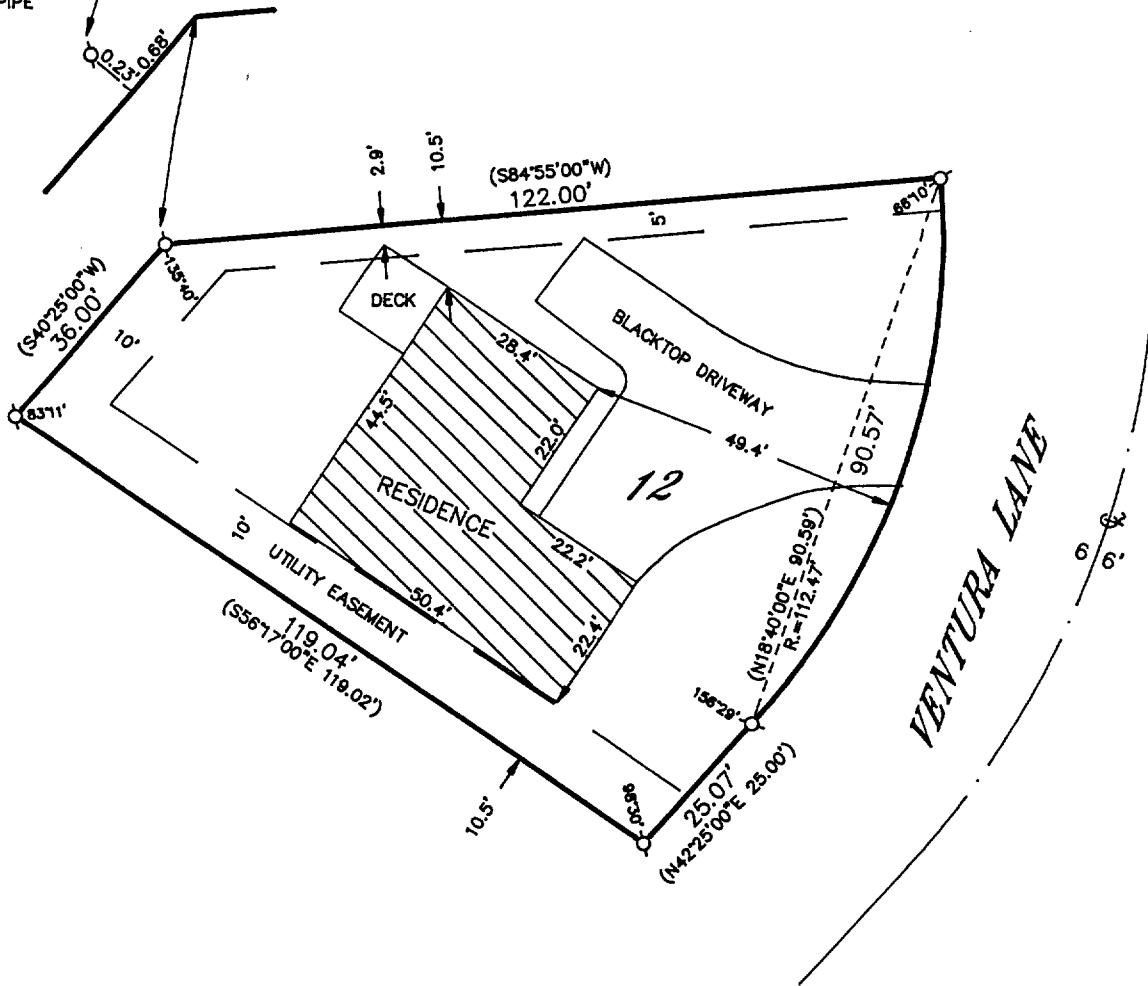 PIPE
0.23'
0.68'
2.9'
10.5'
(S84°55'00"W)
122.00'
66°10'
5'
135°40'
(S40°25'00"W)
36.00'
10'
83°11'
DECK
28.4'
BLACKTOP DRIVEWAY
44.5'
22.0'
49.4'
90.57'
12
RESIDENCE
22.2'
10'
UTILITY EASEMENT
50.4'
22.4'
(N18°40'00"E 90.59')
R.=112.47'
VENTURA LANE
6 6'
119.04'
(S56°17'00"E 119.02')
156°29'
10.5'
98°30'
25.07'
(N42°25'00"E 25.00')